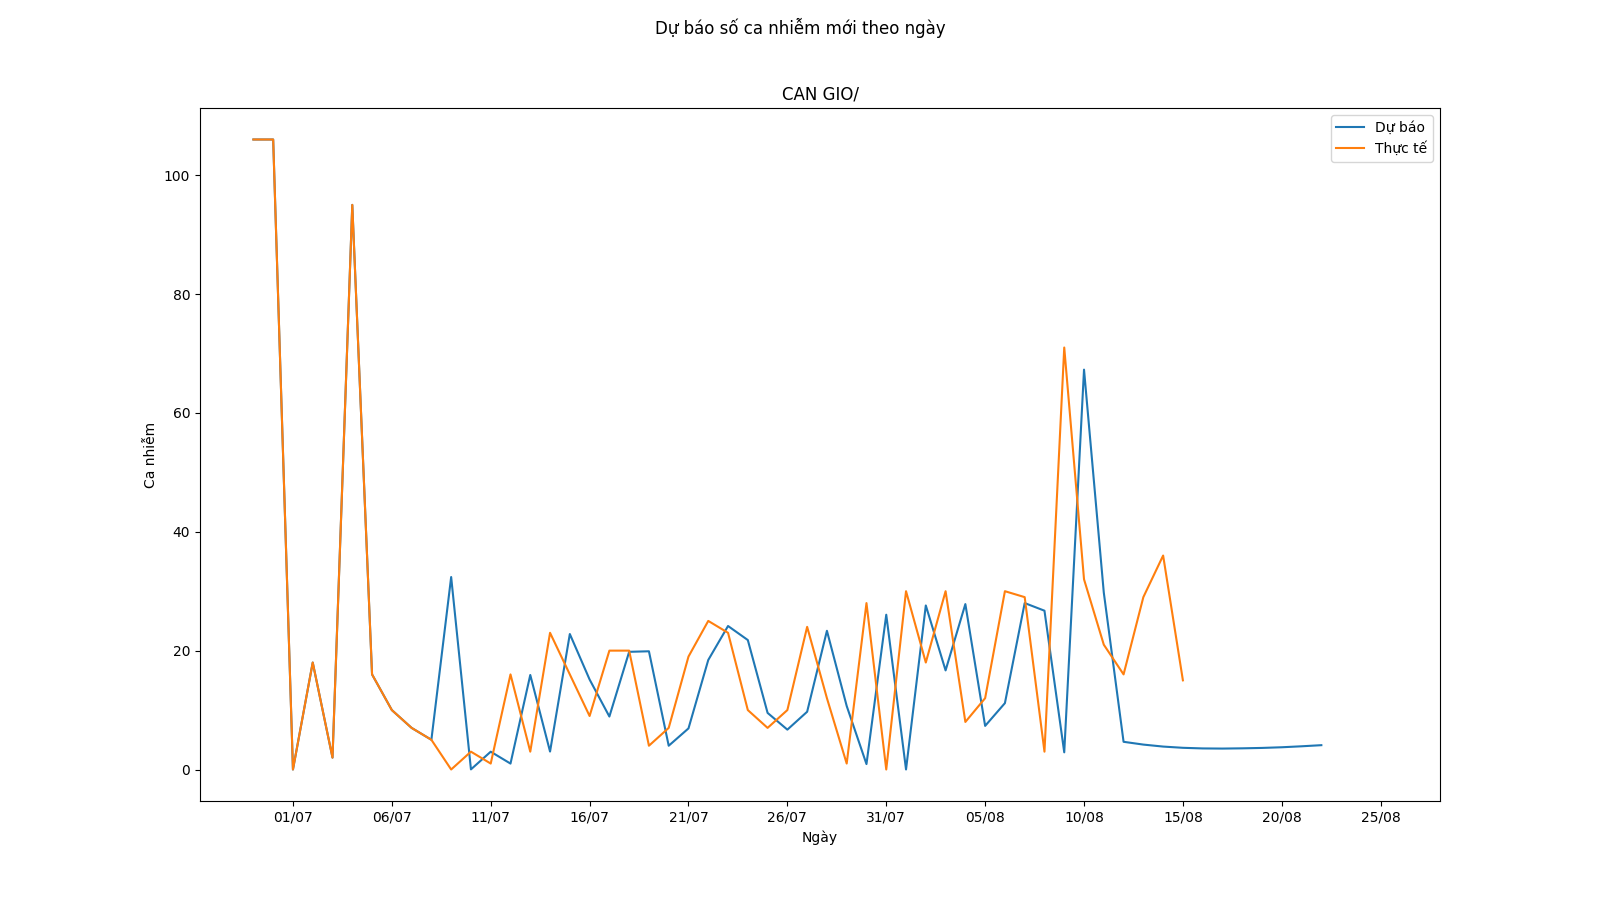 Dự báo số ca nhiễm mới theo ngày
CAN GIO/
Dự báo
Thực tế
100
80
60
40
20
0
Ca nhiễm
01/07 06/07 11/07 16/07 21/07 26/07 31/07 05/08 10/08 15/08 20/08 25/08
Ngày